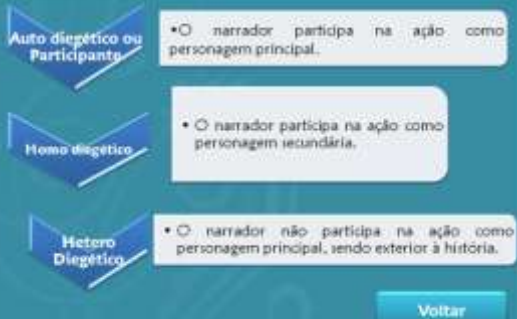 Auto diegético ou
Participante
•O narrador participa na ação como
personagem principal.
Homo diegético
• O narrador participa na ação como
personagem secundária.
Hetero
Diegético
• O narrador não participa na ação como
personagem principal, sendo exterior à história.
Voltar